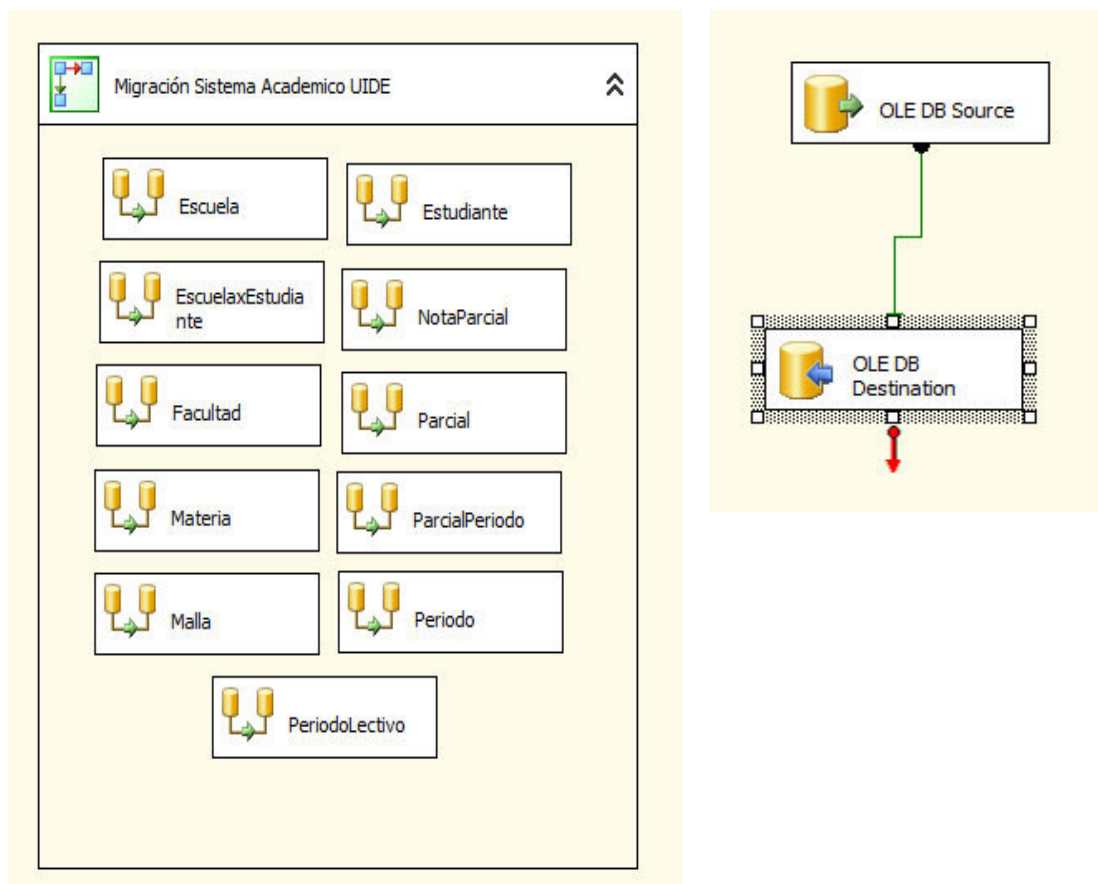 Migración Sistema Academico UIDE
Escuela
Estudiante
EscuelaxEstudia
nte
NotaParcial
Facultad
Parcial
Materia
ParcialPeriodo
Malla
Periodo
PeriodoLectivo
OLE DB Source
OLE DB
Destination